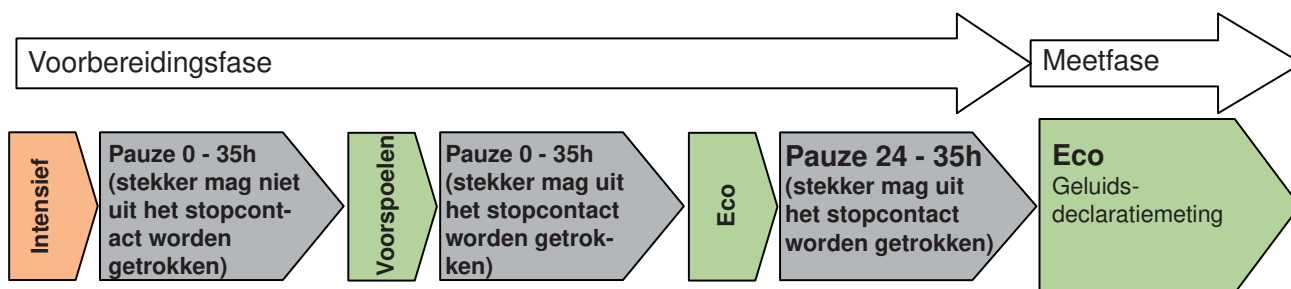 Voorbereidingsfase
Meetfase
Intensief
Pauze 0 - 35h
(stekker mag niet
uit het stopcont-
act worden
getrokken)
Voorspoelen
Pauze 0 - 35h
(stekker mag uit
het stopcontact
worden getrok-
ken)
Eco
Pauze 24 - 35h
(stekker mag uit
het stopcontact
worden getrokken)
Eco
Geluids-
declaratiemeting